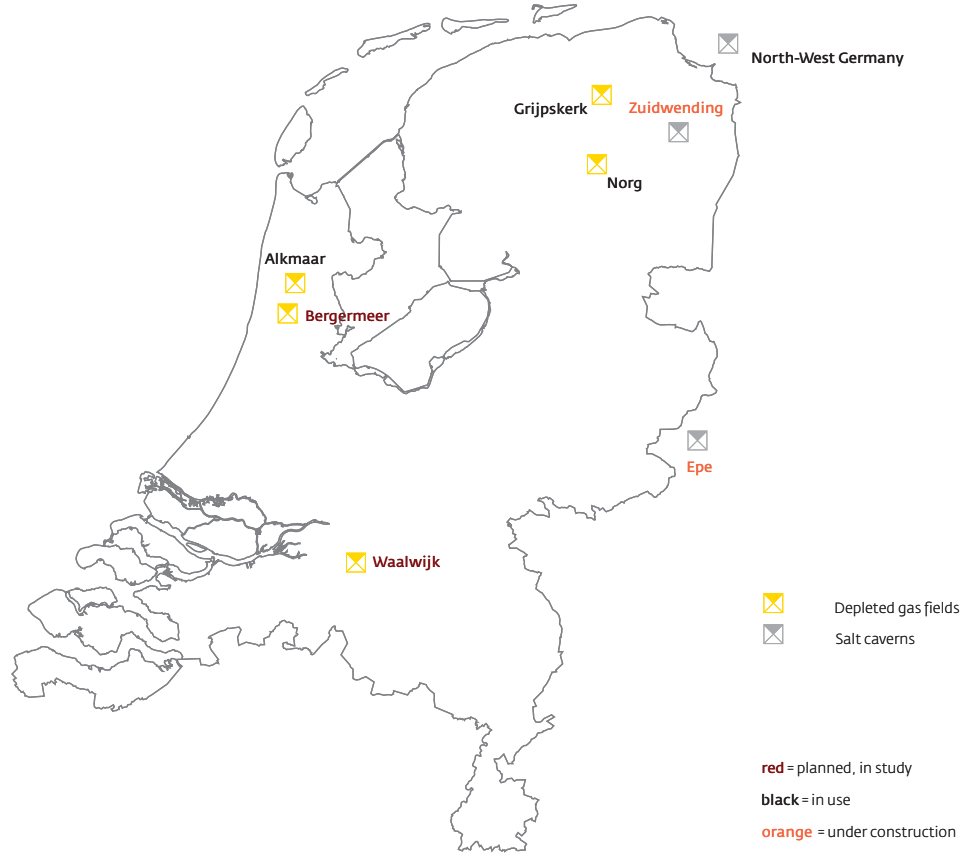 North-West Germany
Grijpskerk
Zuidwending
Norg
Alkmaar
Bergermeer
Epe
Waalwijk
Depleted gas fields
Salt caverns
red = planned, in study
black = in use
orange = under construction